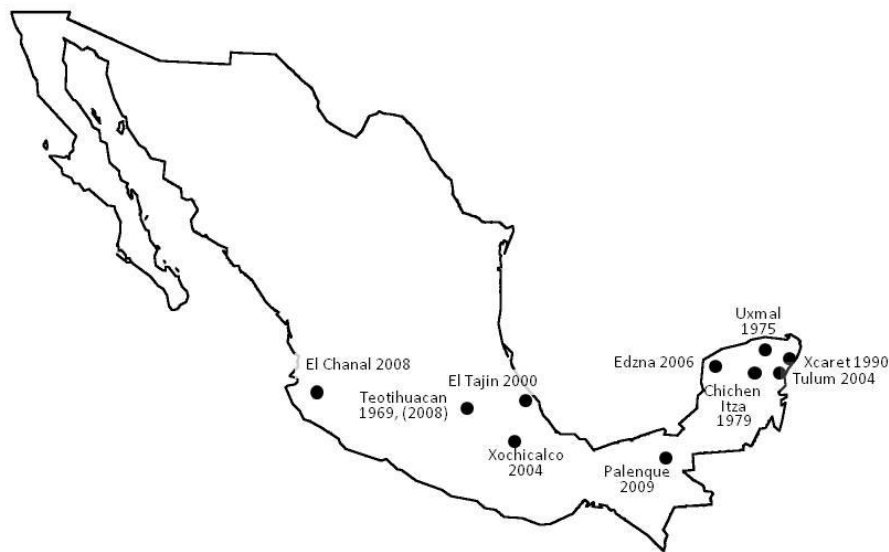 Uxmal
1975
Edzna 2006
Xcaret 1990
Tulum 2004
Chichen
Itza
1979
El Chanal 2008
El Tajin 2000
Teotihuacan
1969, (2008)
Xochicalco
2004
Palenque
2009